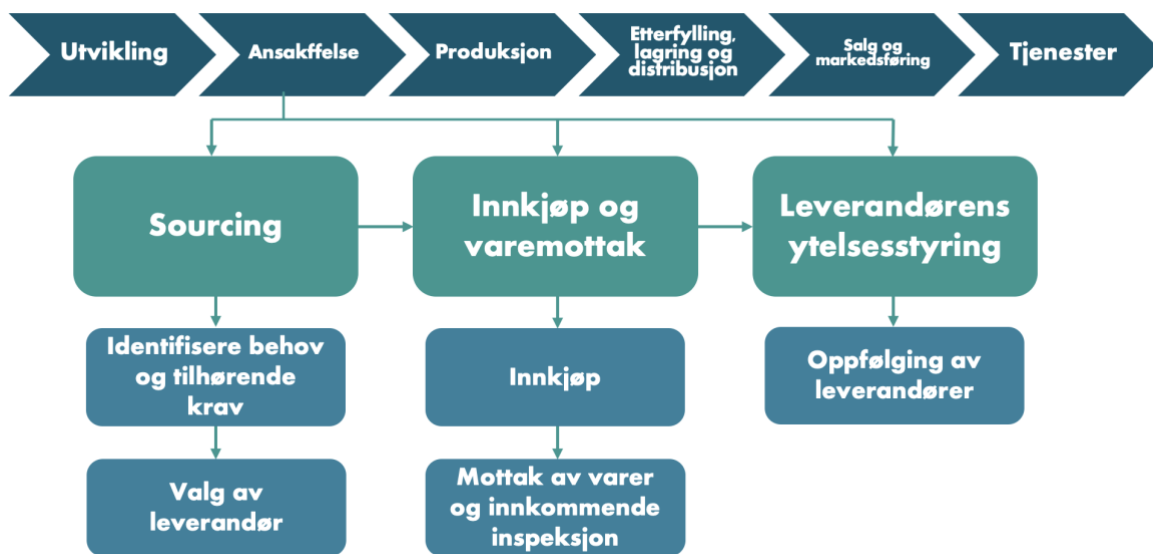 Utvikling
Ansakffelse
Produksjon
Etterfylling,
lagring og
distribusjon
Salg og
markedsføring
Tjenester
Sourcing
Innkjøp og
varemottak
Leverandørens
ytelsesstyring
Identifisere behov
og tilhørende
krav
Innkjøp
Oppfølging av
leverandører
Valg av
leverandør
Mottak av varer
og innkommende
inspeksjon